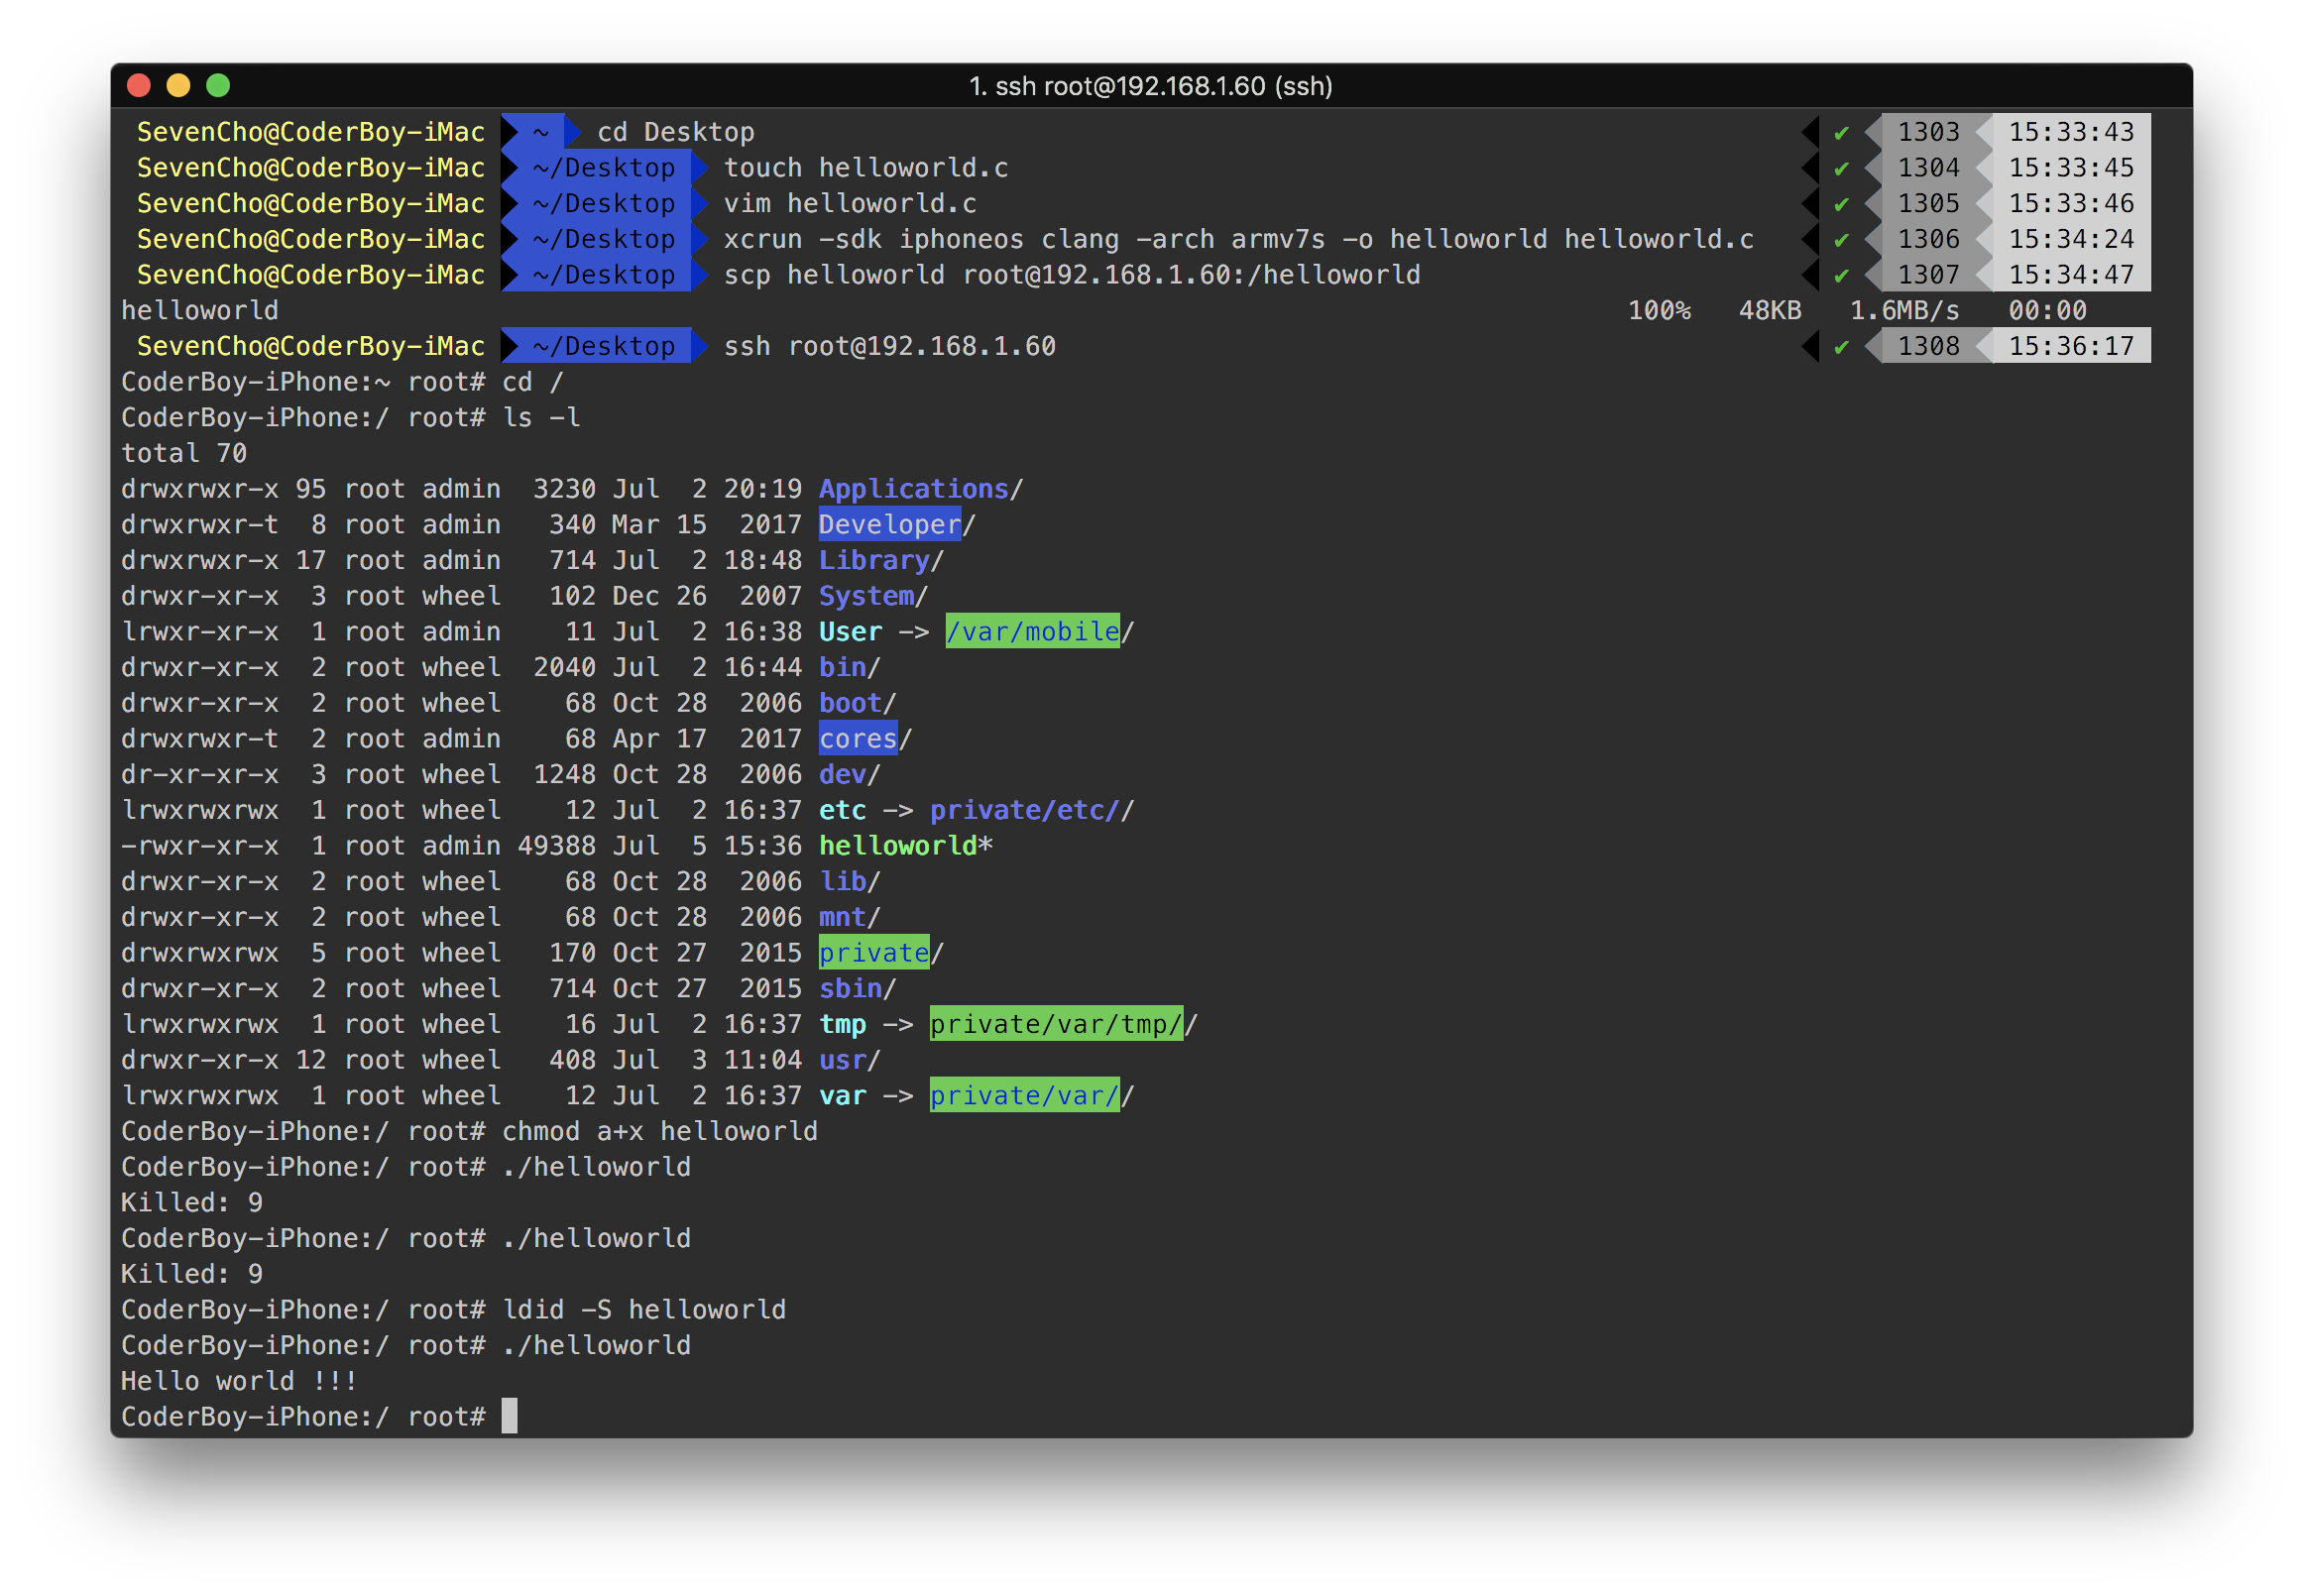 1. ssh root@192.168.1.60 (ssh)
SevenCho@CoderBoy-iMac ~ cd Desktop ✔ 1303 15:33:43
SevenCho@CoderBoy-iMac ~/Desktop touch helloworld.c ✔ 1304 15:33:45
SevenCho@CoderBoy-iMac ~/Desktop vim helloworld.c ✔ 1305 15:33:46
SevenCho@CoderBoy-iMac ~/Desktop xcrun -sdk iphoneos clang -arch armv7s -o helloworld helloworld.c ✔ 1306 15:34:24
SevenCho@CoderBoy-iMac ~/Desktop scp helloworld root@192.168.1.60:/helloworld ✔ 1307 15:34:47
helloworld 100% 48KB 1.6MB/s 00:00
SevenCho@CoderBoy-iMac ~/Desktop ssh root@192.168.1.60 ✔ 1308 15:36:17
CoderBoy-iPhone:~ root# cd /
CoderBoy-iPhone:/ root# ls -l
total 70
drwxrwxr-x 95 root admin 3230 Jul 2 20:19 Applications/
drwxrwxr-t 8 root admin 340 Mar 15 2017 Developer/
drwxrwxr-x 17 root admin 714 Jul 2 18:48 Library/
drwxr-xr-x 3 root wheel 102 Dec 26 2007 System/
lrwxr-xr-x 1 root admin 11 Jul 2 16:38 User -> /var/mobile/
drwxr-xr-x 2 root wheel 2040 Jul 2 16:44 bin/
drwxr-xr-x 2 root wheel 68 Oct 28 2006 boot/
drwxrwxr-t 2 root admin 68 Apr 17 2017 cores/
dr-xr-xr-x 3 root wheel 1248 Oct 28 2006 dev/
lrwxrwxrwx 1 root wheel 12 Jul 2 16:37 etc -> private/etc//
-rwxr-xr-x 1 root admin 49388 Jul 5 15:36 helloworld*
drwxr-xr-x 2 root wheel 68 Oct 28 2006 lib/
drwxr-xr-x 2 root wheel 68 Oct 28 2006 mnt/
drwxrwxrwx 5 root wheel 170 Oct 27 2015 private/
drwxr-xr-x 2 root wheel 714 Oct 27 2015 sbin/
lrwxrwxrwx 1 root wheel 16 Jul 2 16:37 tmp -> private/var/tmp//
drwxr-xr-x 12 root wheel 408 Jul 3 11:04 usr/
lrwxrwxrwx 1 root wheel 12 Jul 2 16:37 var -> private/var//
CoderBoy-iPhone:/ root# chmod a+x helloworld
CoderBoy-iPhone:/ root# ./helloworld
Killed: 9
CoderBoy-iPhone:/ root# ./helloworld
Killed: 9
CoderBoy-iPhone:/ root# ldid -S helloworld
CoderBoy-iPhone:/ root# ./helloworld
Hello world !!!
CoderBoy-iPhone:/ root#